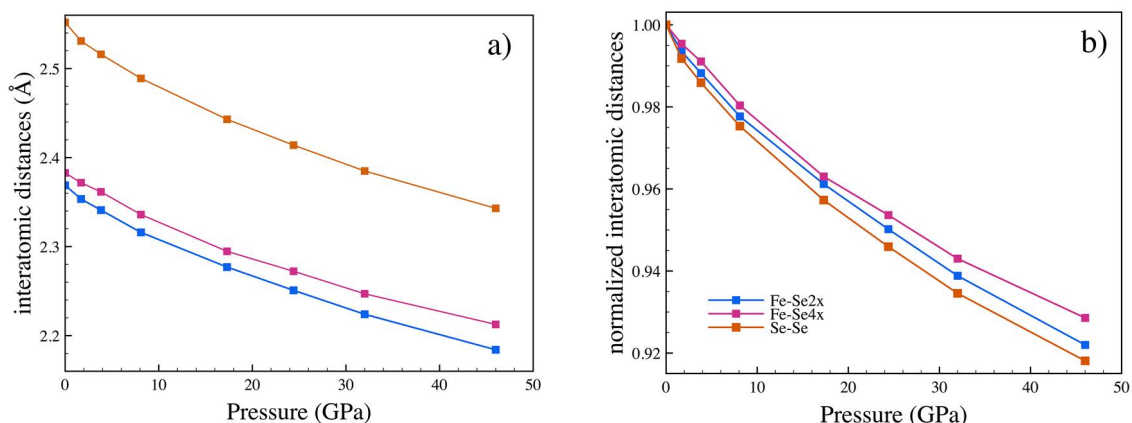 a)
interatomic distances (Å)
2.5
2.4
2.3
2.2
0 10 20 30 40 50
Pressure (GPa)
b)
normalized interatomic distances
1.00
0.98
0.96
0.94
0.92
Fe-Se2x
Fe-Se4x
Se-Se
0 10 20 30 40 50
Pressure (GPa)